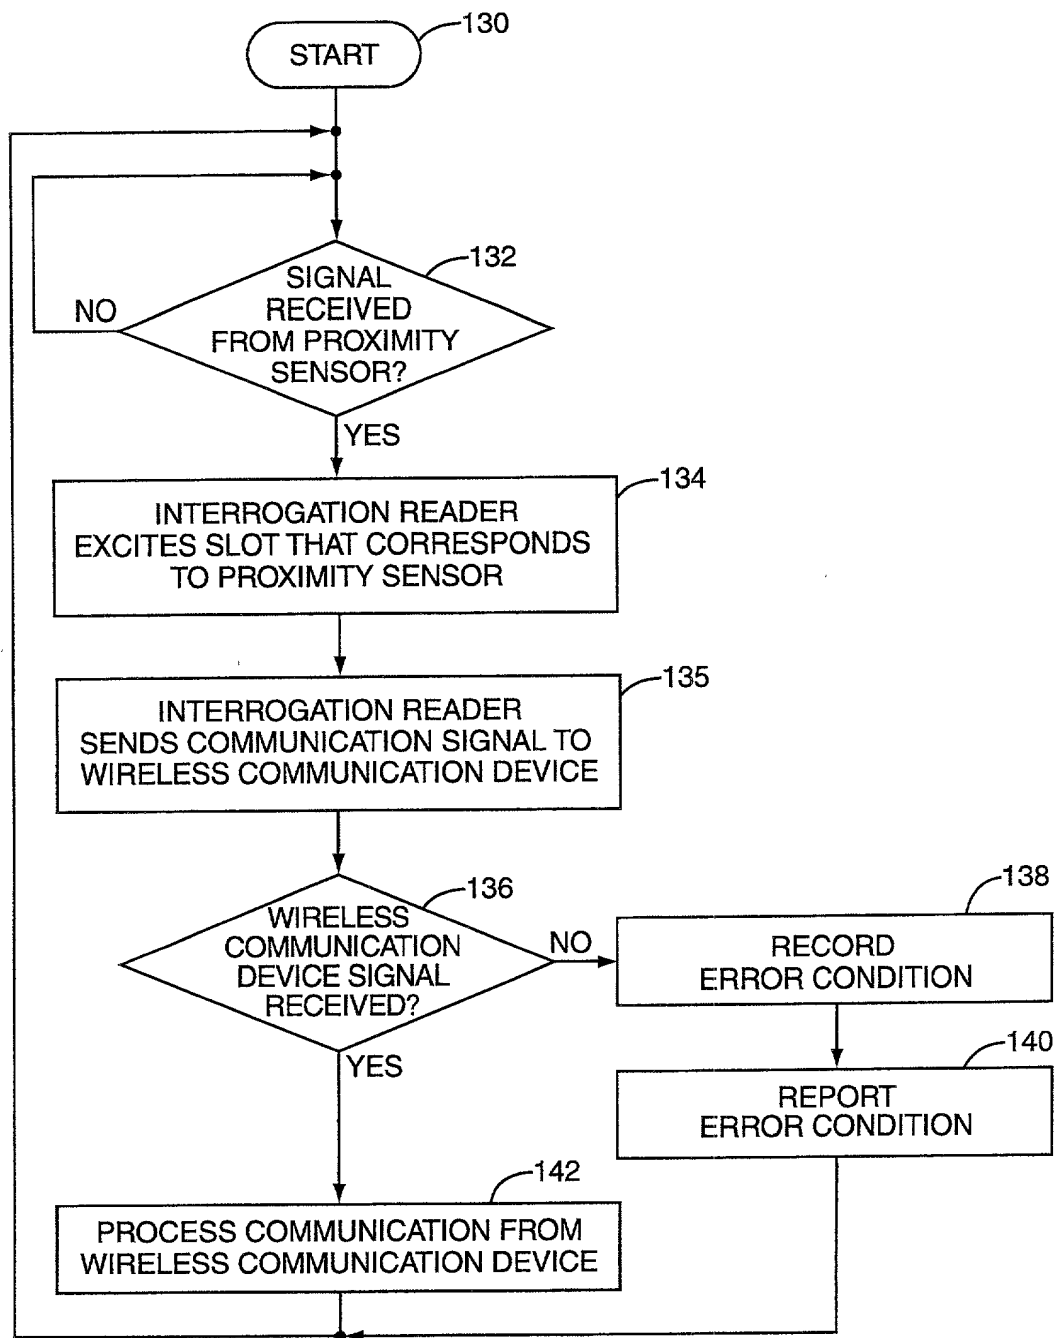 130
START
132
SIGNAL
RECEIVED
FROM PROXIMITY
SENSOR?
NO
YES
134
INTERROGATION READER
EXCITES SLOT THAT CORRESPONDS
TO PROXIMITY SENSOR
135
INTERROGATION READER
SENDS COMMUNICATION SIGNAL TO
WIRELESS COMMUNICATION DEVICE
136
WIRELESS
COMMUNICATION
DEVICE SIGNAL
RECEIVED?
NO
138
RECORD
ERROR CONDITION
140
REPORT
ERROR CONDITION
YES
142
PROCESS COMMUNICATION FROM
WIRELESS COMMUNICATION DEVICE